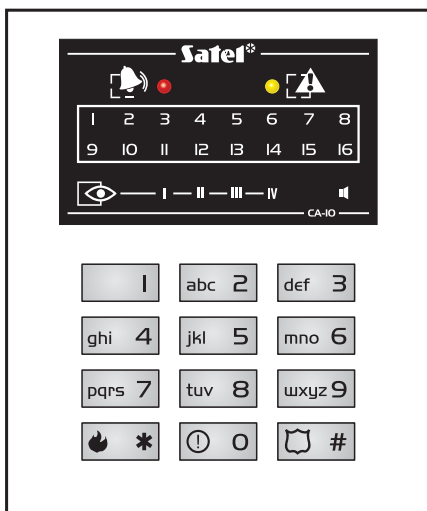 Satel
1 2 3 4 5 6 7 8
9 10 11 12 13 14 15 16
I II III IV
CA-10
1 abc 2 def 3
ghi 4 jkl 5 mno 6
pqrs 7 tuv 8 wxyz 9
* ! 0 #